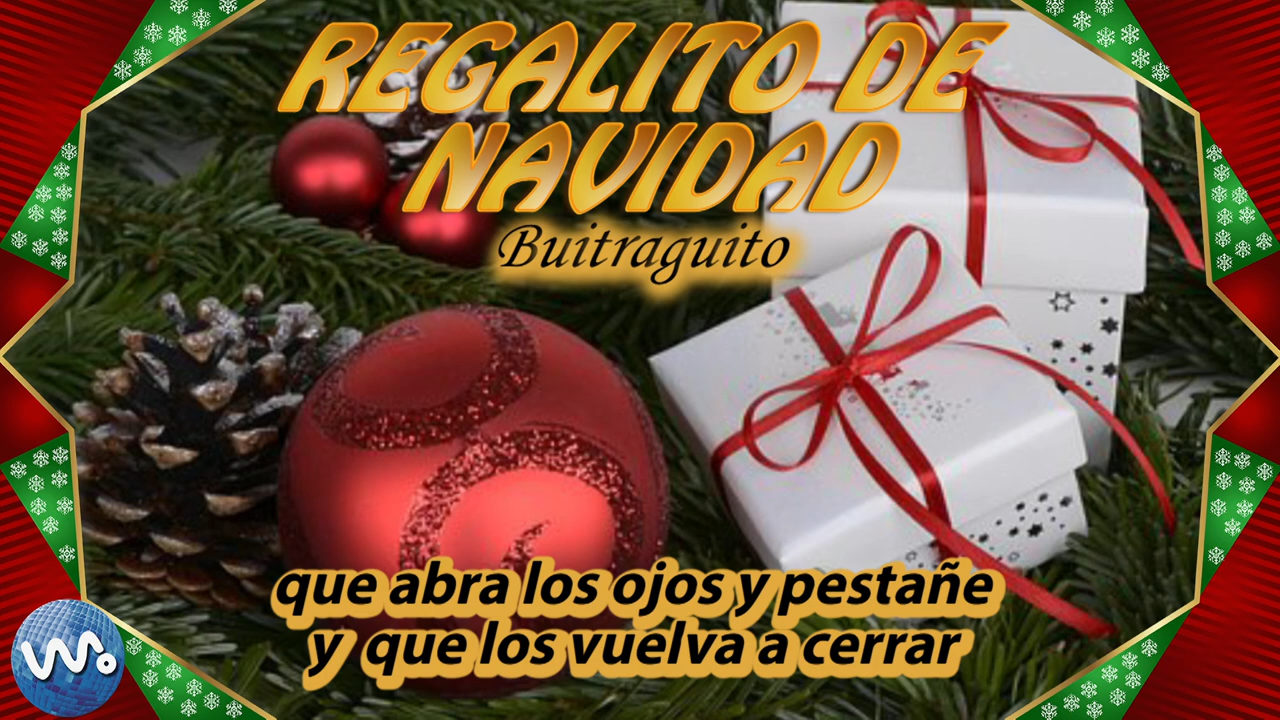 REGALITO DE
NAVIDAD
Buitraguito
que abra los ojos y pestañe
y que los vuelva a cerrar